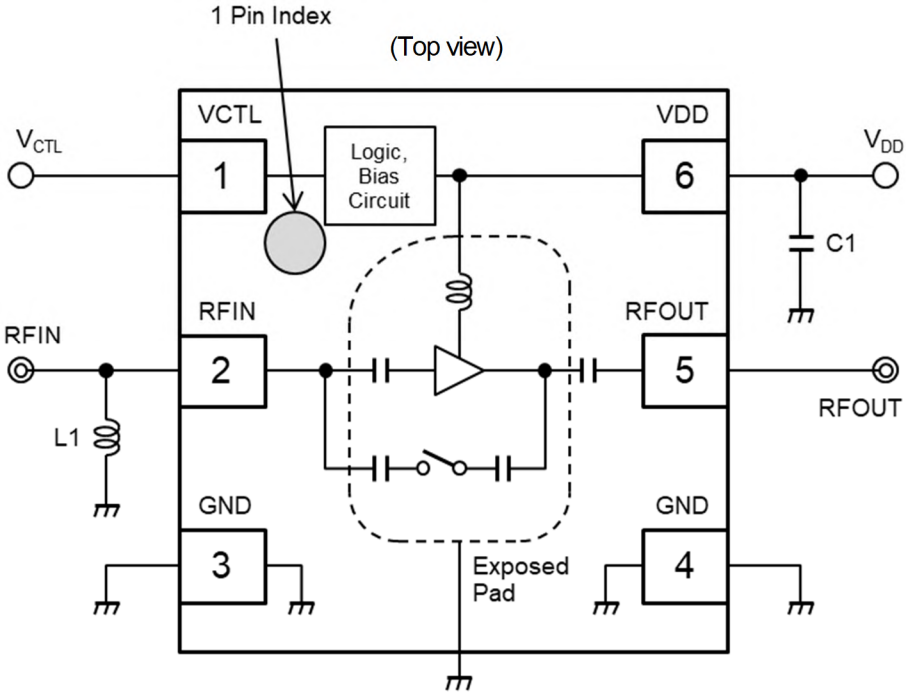 1 Pin Index
(Top view)
VCTL
VDD
VCTL
1
Logic,
Bias
Circuit
6
VDD
C1
RFIN
RFOUT
RFIN
2
5
RFOUT
L1
GND
GND
3
4
Exposed
Pad